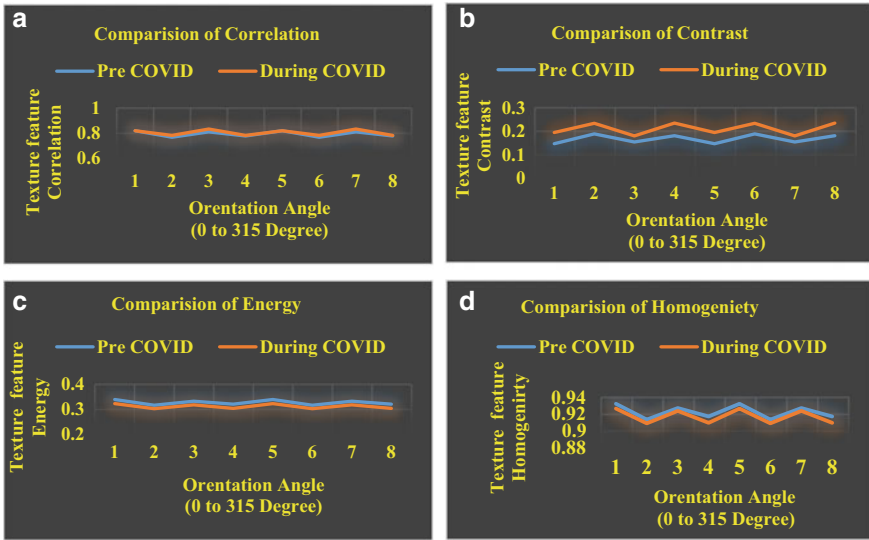 a
Comparision of Correlation
Pre COVID
During COVID
Texture feature
Correlation
1
0.8
0.6
1 2 3 4 5 6 7 8
Orentation Angle
(0 to 315 Degree)
b
Comparison of Contrast
Pre COVID
During COVID
Texture feature
Contrast
0.3
0.2
0.1
0
1 2 3 4 5 6 7 8
Orentation Angle
(0 to 315 Degree)
c
Comparision of Energy
Pre COVID
During COVID
Texture feature
Energy
0.4
0.3
0.2
1 2 3 4 5 6 7 8
Orentation Angle
(0 to 315 Degree)
d
Comparision of Homogeniety
Pre COVID
During COVID
Texture feature
Homogenirty
0.94
0.92
0.9
0.88
1 2 3 4 5 6 7 8
Orentation Angle
(0 to 315 Degree)